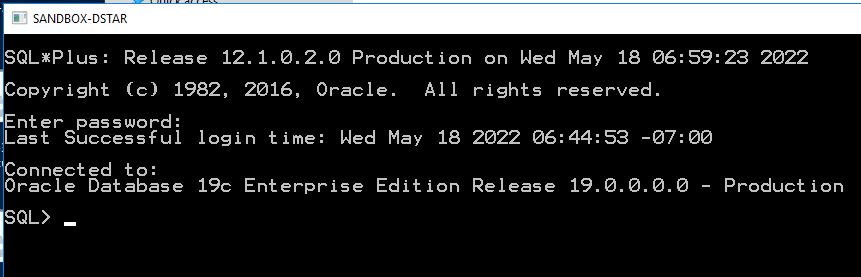 Quick access
SANDBOX-DSTAR
SQL*Plus: Release 12.1.0.2.0 Production on Wed May 18 06:59:23 2022
Copyright (c) 1982, 2016, Oracle.  All rights reserved.
Enter password:
Last Successful login time: Wed May 18 2022 06:44:53 -07:00
Connected to:
Oracle Database 19c Enterprise Edition Release 19.0.0.0.0 - Production
SQL>